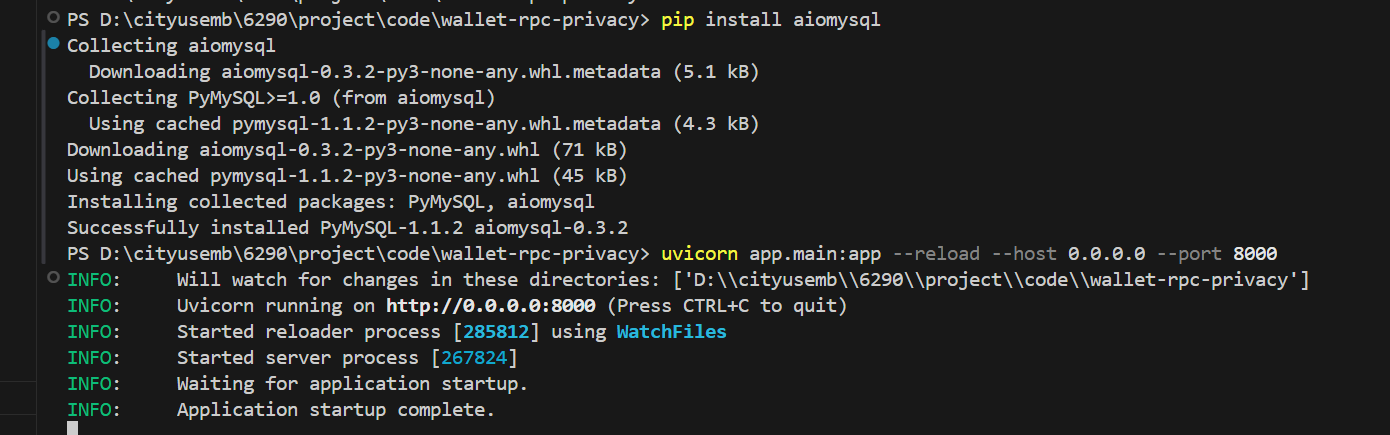 PS D:\cityusemb\6290\project\code\wallet-rpc-privacy> pip install aiomysql
Collecting aiomysql
  Downloading aiomysql-0.3.2-py3-none-any.whl.metadata (5.1 kB)
Collecting PyMySQL>=1.0 (from aiomysql)
  Using cached pymysql-1.1.2-py3-none-any.whl.metadata (4.3 kB)
Downloading aiomysql-0.3.2-py3-none-any.whl (71 kB)
Using cached pymysql-1.1.2-py3-none-any.whl (45 kB)
Installing collected packages: PyMySQL, aiomysql
Successfully installed PyMySQL-1.1.2 aiomysql-0.3.2
PS D:\cityusemb\6290\project\code\wallet-rpc-privacy> uvicorn app.main:app --reload --host 0.0.0.0 --port 8000
INFO:     Will watch for changes in these directories: ['D:\\cityusemb\\6290\\project\\code\\wallet-rpc-privacy']
INFO:     Uvicorn running on http://0.0.0.0:8000 (Press CTRL+C to quit)
INFO:     Started reloader process [285812] using WatchFiles
INFO:     Started server process [267824]
INFO:     Waiting for application startup.
INFO:     Application startup complete.